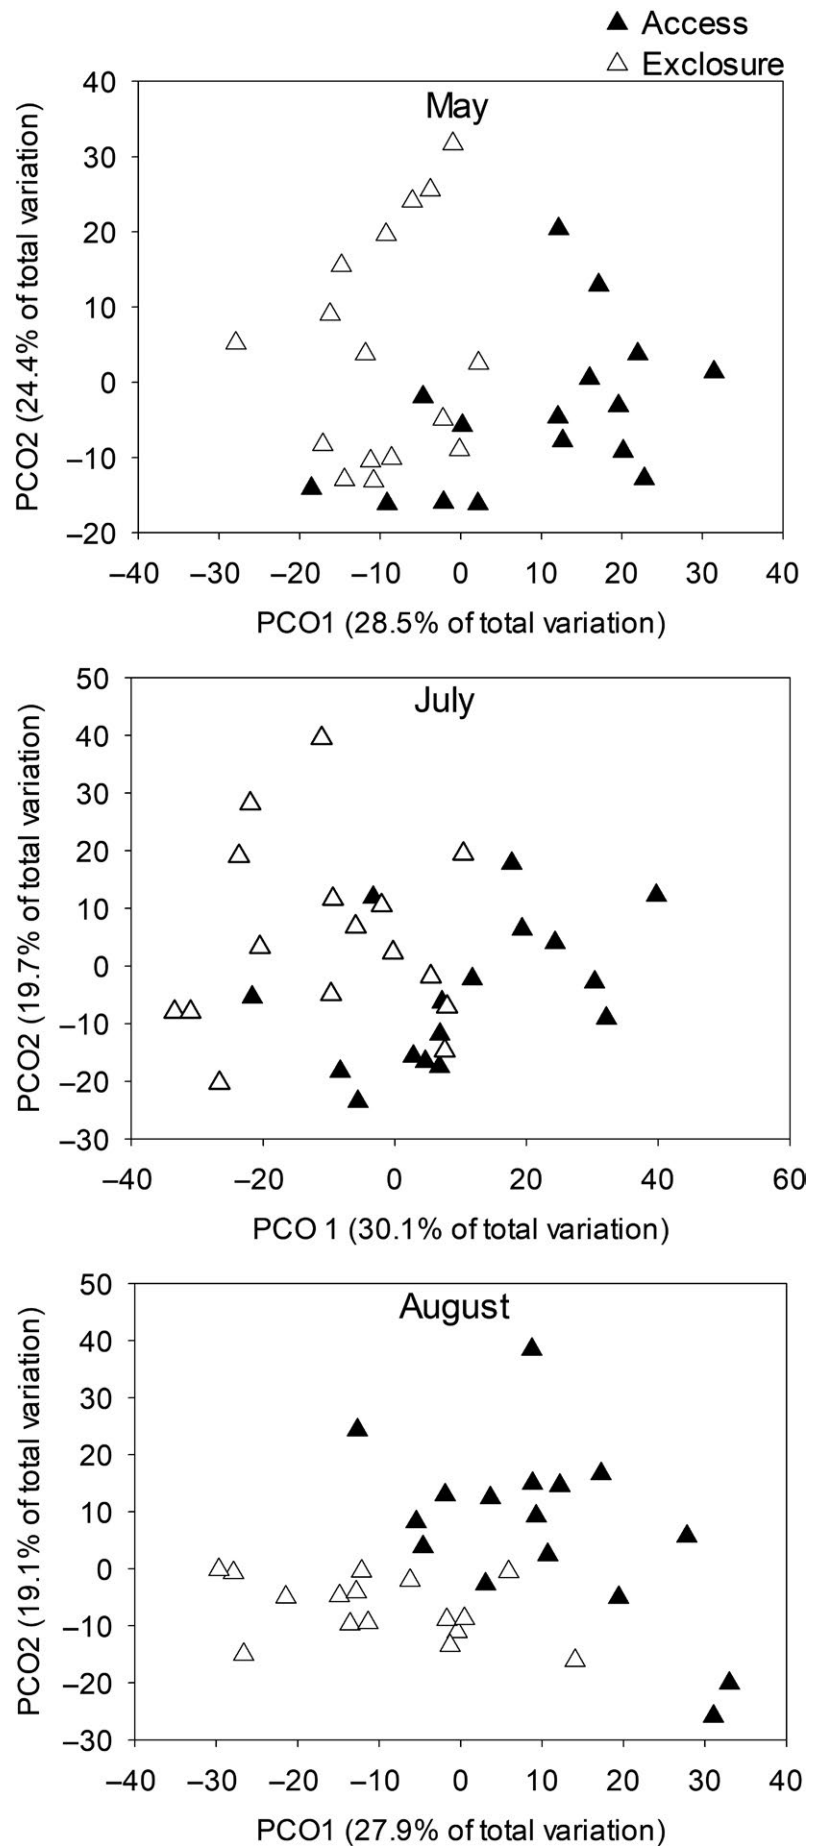 Access
Exclosure
May
40
30
20
10
0
–10
–20
PCO2 (24.4% of total variation)
–40 –30 –20 –10 0 10 20 30 40
PCO1 (28.5% of total variation)
July
50
40
30
20
10
0
–10
–20
–30
PCO2 (19.7% of total variation)
–40 –20 0 20 40 60
PCO 1 (30.1% of total variation)
August
50
40
30
20
10
0
–10
–20
–30
PCO2 (19.1% of total variation)
–40 –30 –20 –10 0 10 20 30 40
PCO1 (27.9% of total variation)